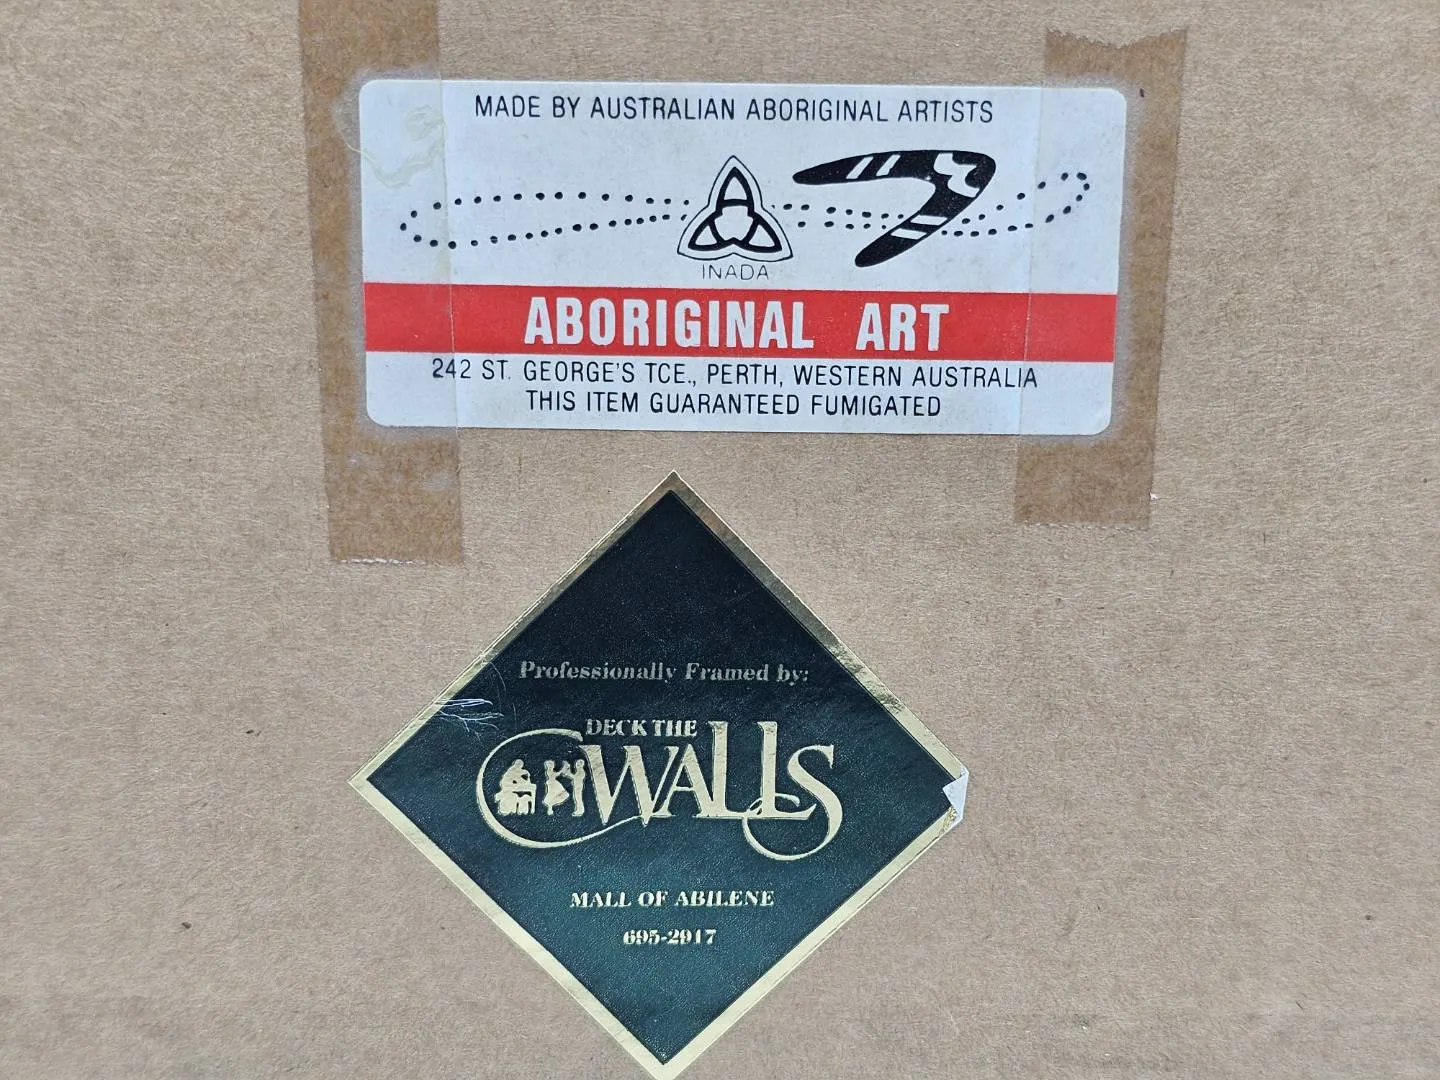 MADE BY AUSTRALIAN ABORIGINAL ARTISTS
INADA
ABORIGINAL ART
242 ST. GEORGE'S TCE., PERTH, WESTERN AUSTRALIA
THIS ITEM GUARANTEED FUMIGATED
Professionally Framed by:
DECK THE
WALLS
MALL OF ABILENE
695-2917